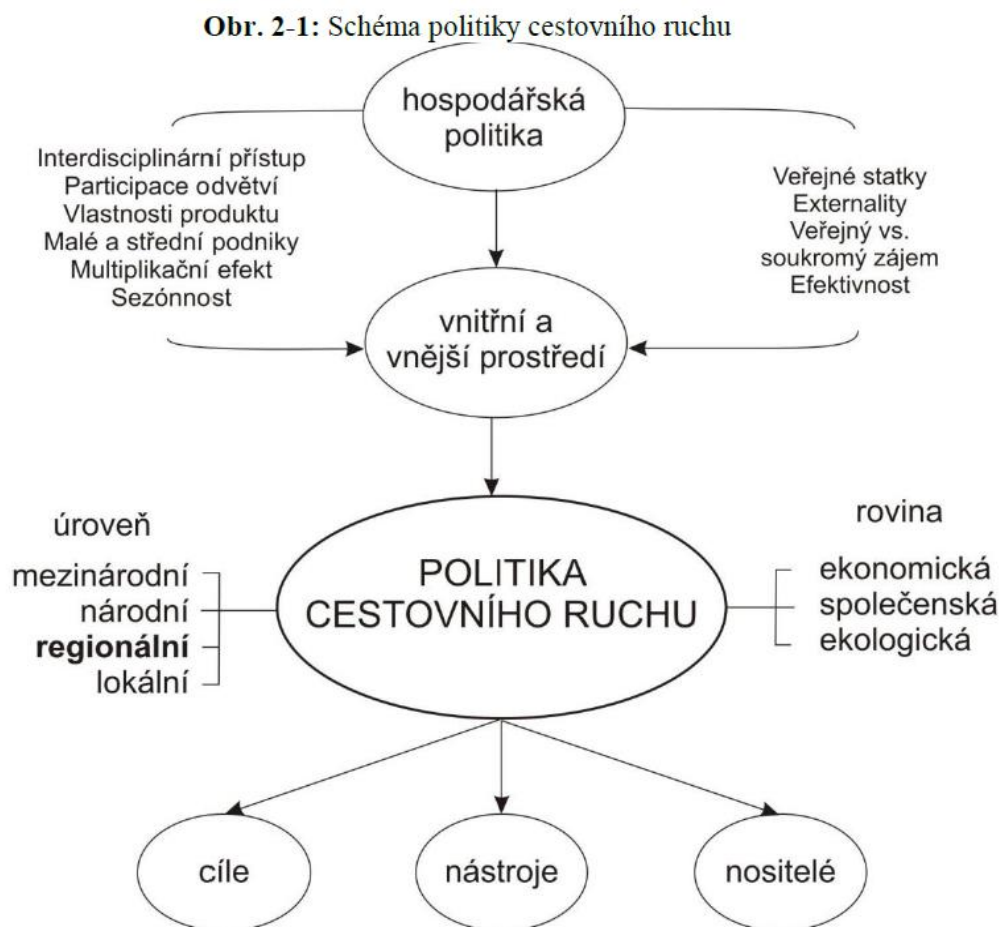 Obr. 2-1: Schéma politiky cestovního ruchu
hospodářská
politika
Interdisciplinární přístup
Participace odvětví
Vlastnosti produktu
Malé a střední podniky
Multiplikační efekt
Sezónnost
Veřejné statky
Externality
Veřejný vs.
soukromý zájem
Efektivnost
vnitřní a
vnější prostředí
úroveň
mezinárodní
národní
regionální
lokální
POLITIKA
CESTOVNÍHO RUCHU
rovina
ekonomická
společenská
ekologická
cíle
nástroje
nositelé